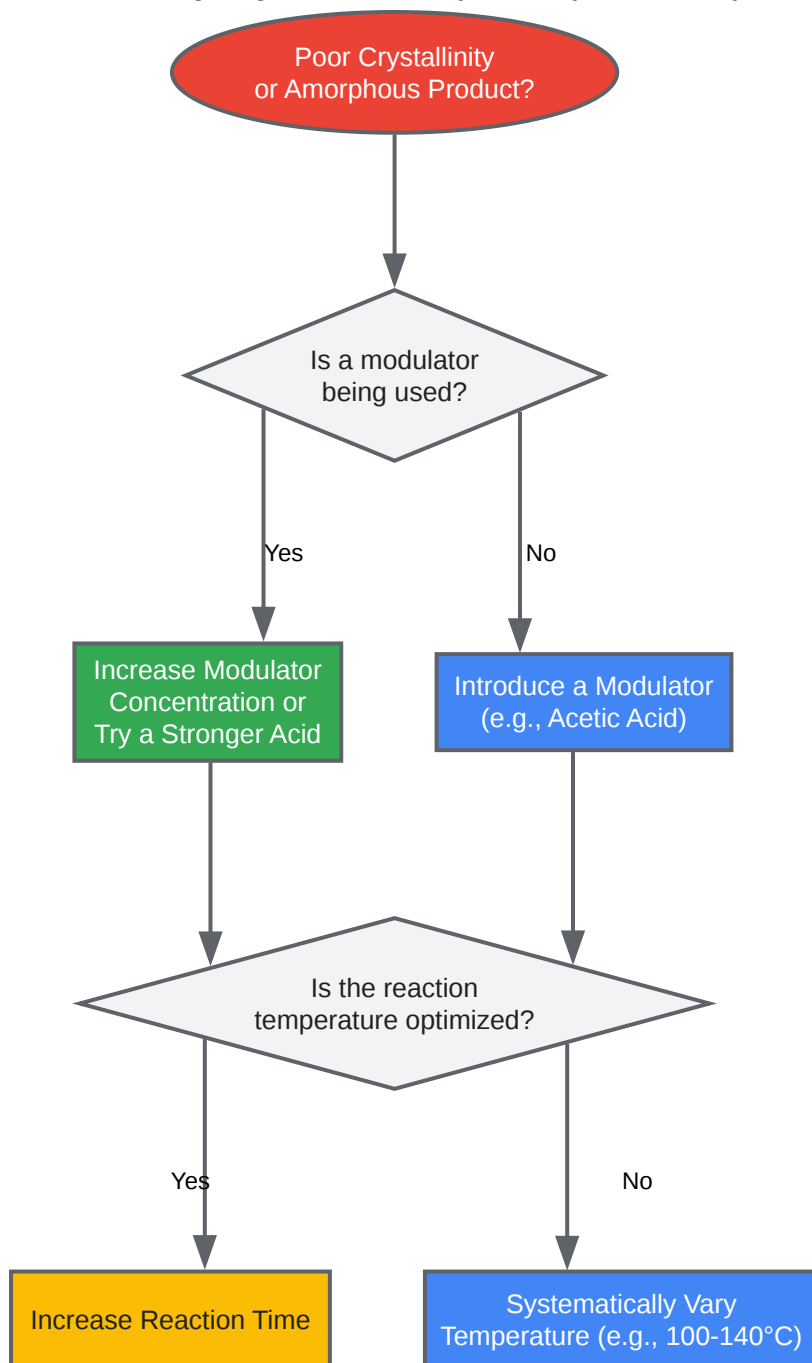 Poor Crystallinity
or Amorphous Product?
Is a modulator
being used?
Yes
No
Increase Modulator
Concentration or
Try a Stronger Acid
Introduce a Modulator
(e.g., Acetic Acid)
Is the reaction
temperature optimized?
Yes
No
Increase Reaction Time
Systematically Vary
Temperature (e.g., 100-140°C)